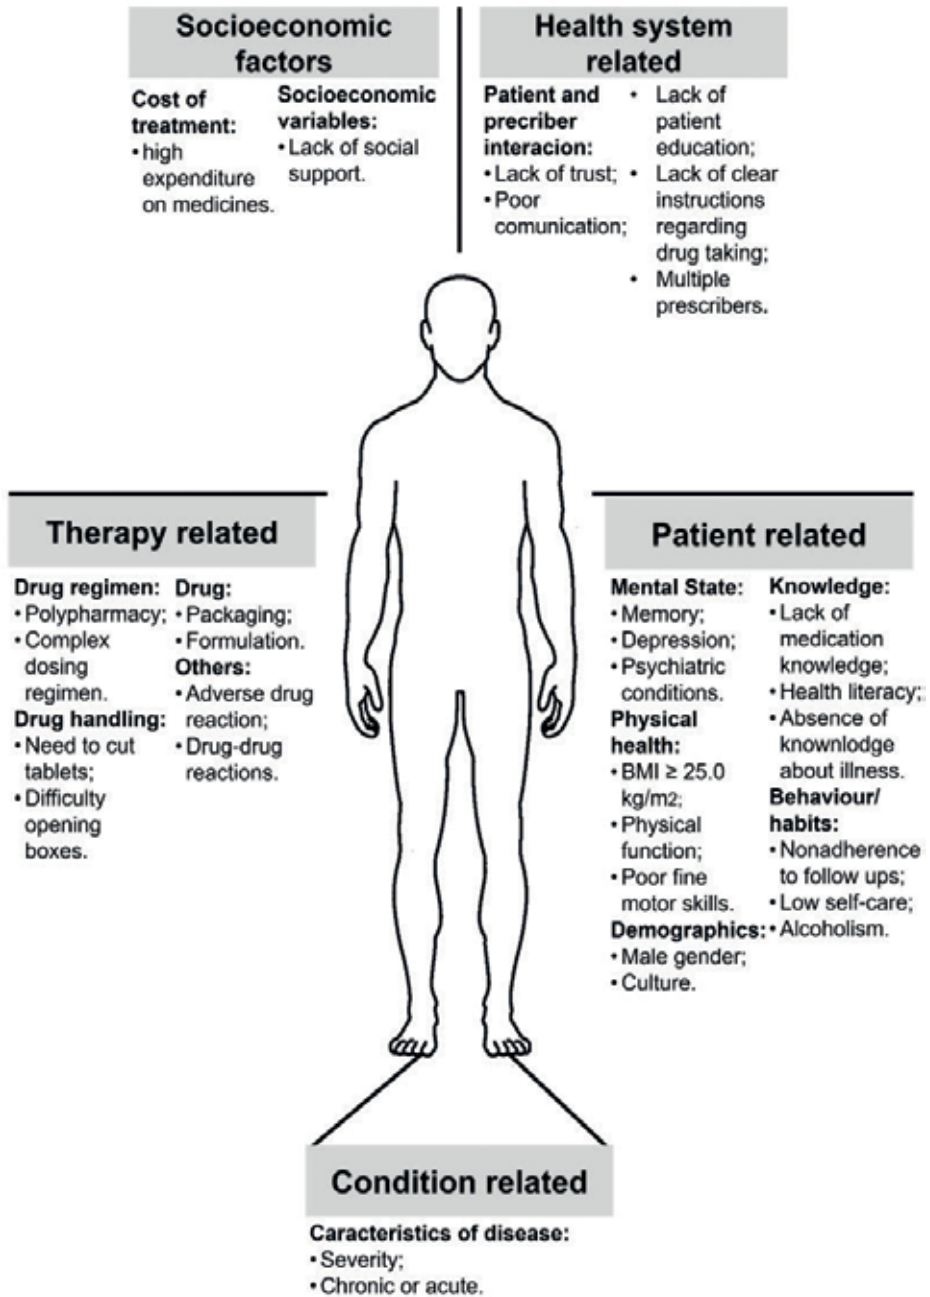 Socioeconomic
factors
Cost of
treatment:
• high
expenditure
on medicines.
Socioeconomic
variables:
• Lack of social
support.
Health system
related
Patient and
precriber
interacion:
• Lack of trust;
• Poor
comunication;
• Lack of
patient
education;
• Lack of clear
instructions
regarding
drug taking;
• Multiple
prescribers.
Therapy related
Drug regimen:
• Polypharmacy;
• Complex
dosing
regimen.
Drug handling:
• Need to cut
tablets;
• Difficulty
opening
boxes.
Drug:
• Packaging;
• Formulation.
Others:
• Adverse drug
reaction;
• Drug-drug
reactions.
Patient related
Mental State:
• Memory;
• Depression;
• Psychiatric
conditions.
Physical
health:
• BMI ≥ 25.0
kg/m2;
• Physical
function;
• Poor fine
motor skills.
Demographics:
• Male gender;
• Culture.
Knowledge:
• Lack of
medication
knowledge;
• Health literacy;
• Absence of
knownlodge
about illness.
Behaviour/
habits:
• Nonadherence
to follow ups;
• Low self-care;
• Alcoholism.
Condition related
Caracteristics of disease:
• Severity;
• Chronic or acute.